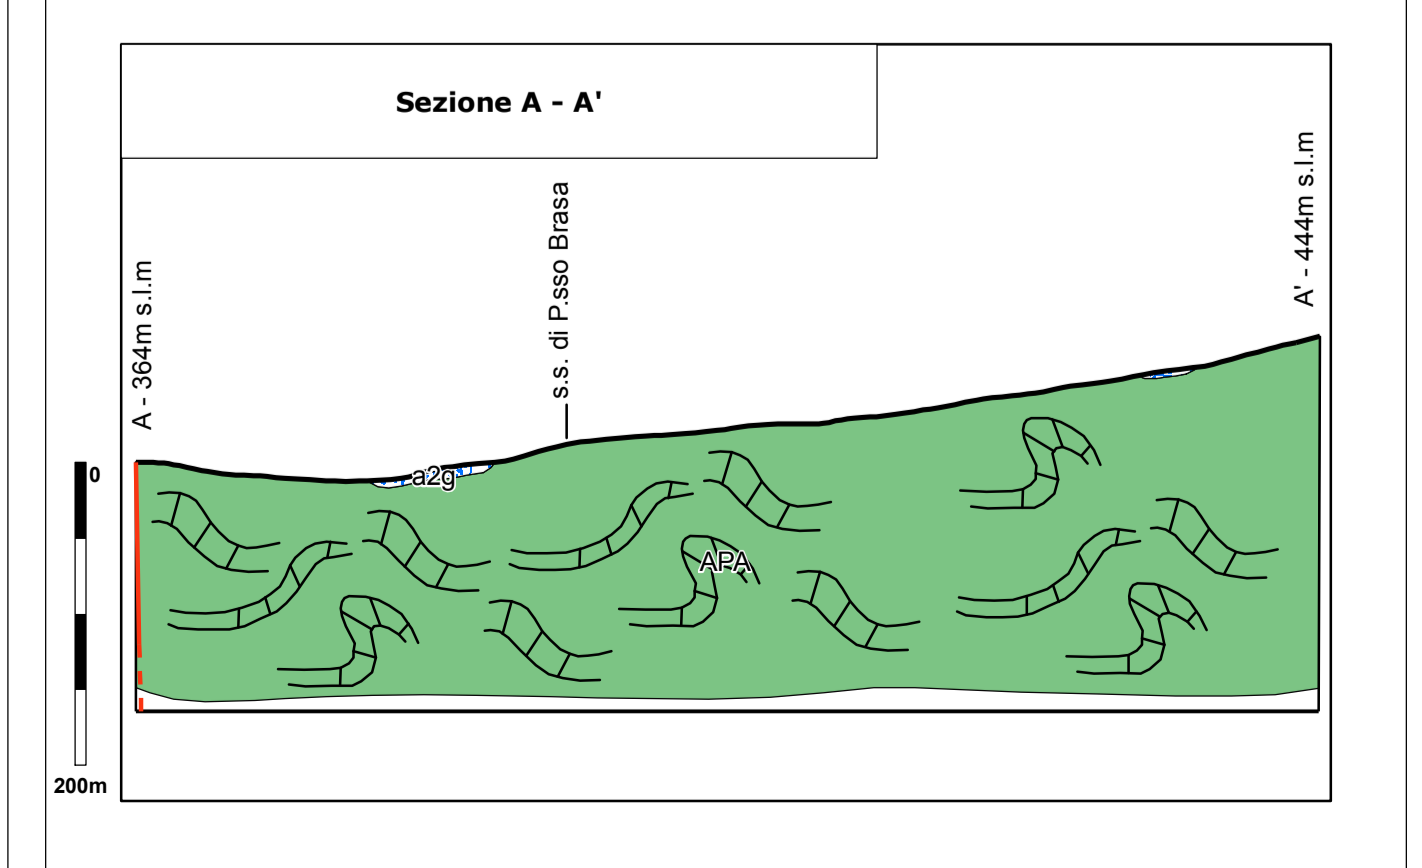 Sezione A - A'
A - 364m s.l.m
s.s. di P.sso Brasa
A' - 444m s.l.m
0
a2g
APA
200m